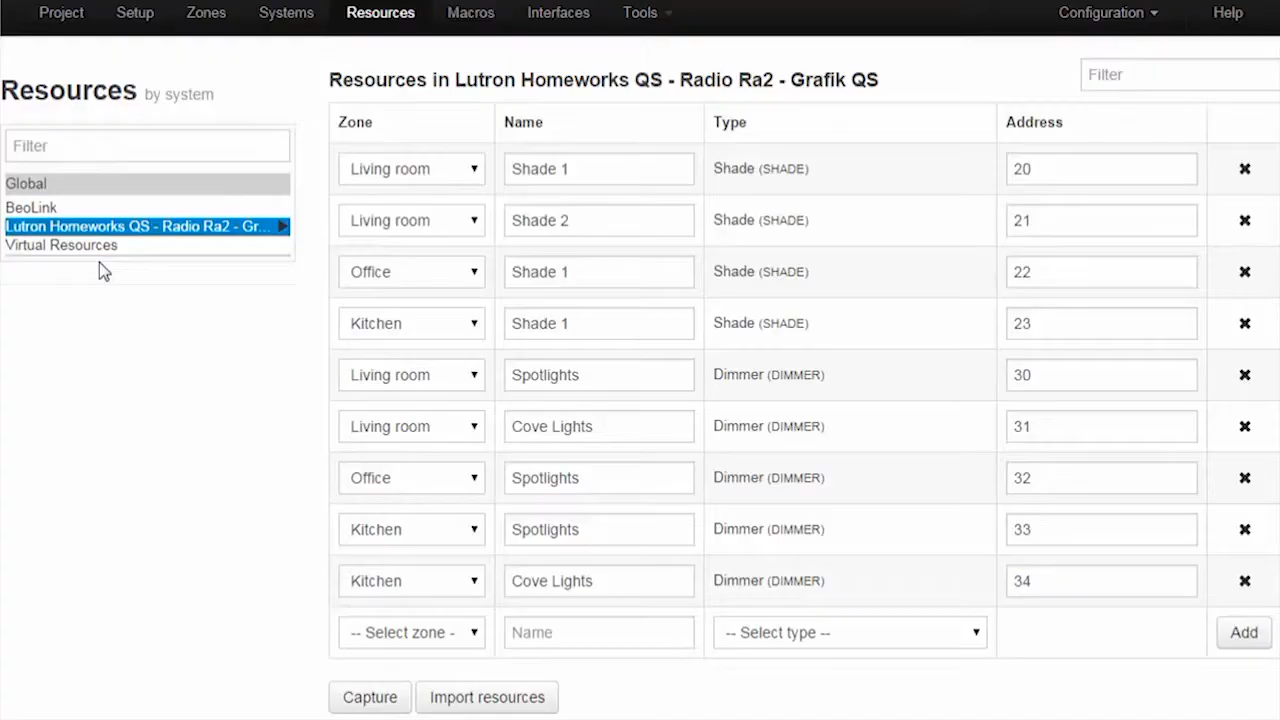 Project Setup Zones Systems Resources Macros Interfaces Tools Configuration Help
Resources by system
Filter
Global
BeoLink
Lutron Homeworks QS - Radio Ra2 - Gr...
Virtual Resources
Resources in Lutron Homeworks QS - Radio Ra2 - Grafik QS
Filter
Zone Name Type Address
Living room Shade 1 Shade (SHADE) 20
Living room Shade 2 Shade (SHADE) 21
Office Shade 1 Shade (SHADE) 22
Kitchen Shade 1 Shade (SHADE) 23
Living room Spotlights Dimmer (DIMMER) 30
Living room Cove Lights Dimmer (DIMMER) 31
Office Spotlights Dimmer (DIMMER) 32
Kitchen Spotlights Dimmer (DIMMER) 33
Kitchen Cove Lights Dimmer (DIMMER) 34
-- Select zone - Name -- Select type -- Add
Capture Import resources